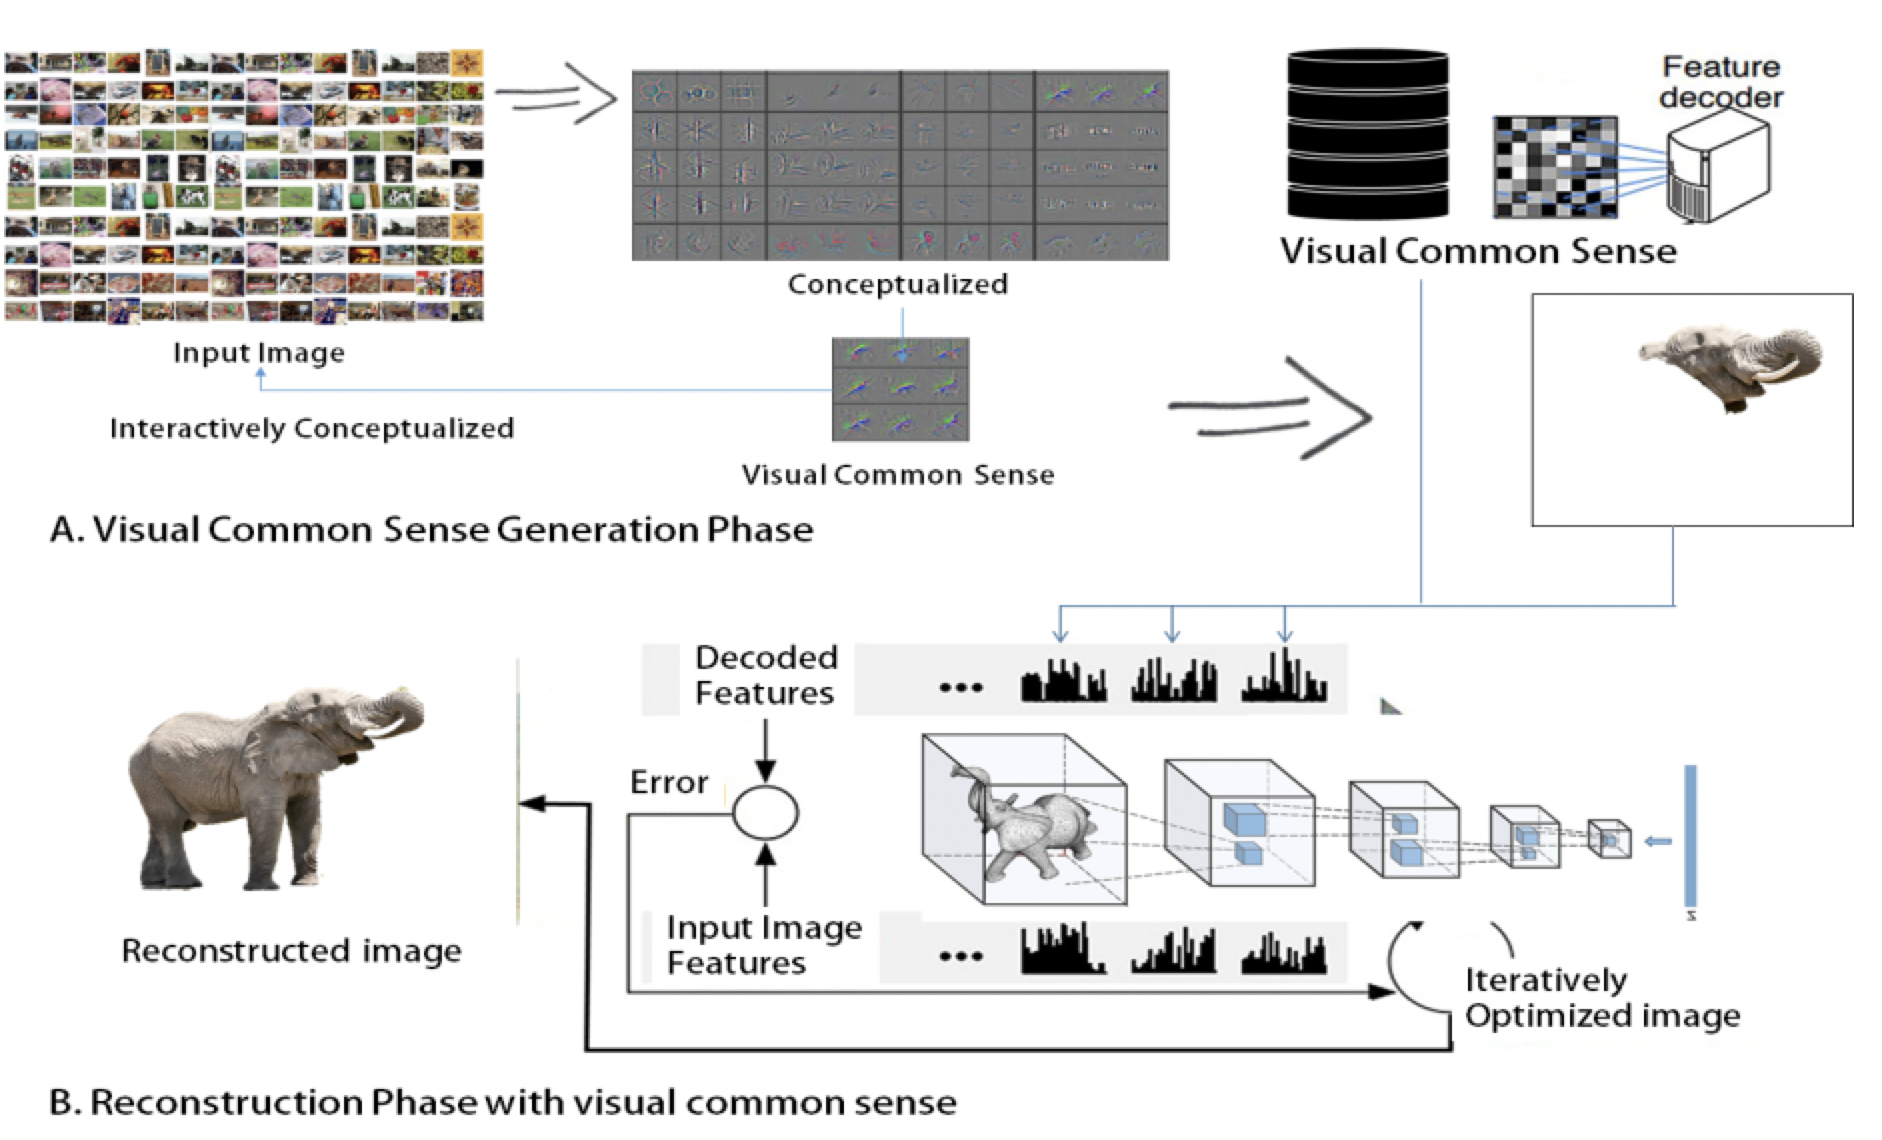 Feature
decoder
Conceptualized
Visual Common Sense
Input Image
Interactively Conceptualized
Visual Common Sense
A. Visual Common Sense Generation Phase
Decoded
Features
Error
Input Image
Features
Reconstructed image
Iteratively
Optimized image
B. Reconstruction Phase with visual common sense